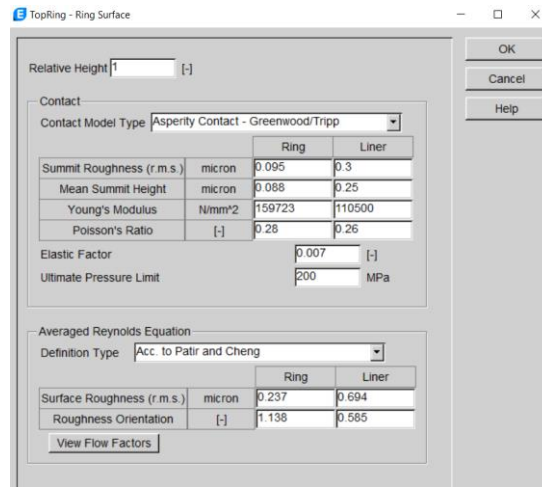 TopRing - Ring Surface
OK
Relative Height 1 [-]
Cancel
Help
Contact
Contact Model Type Asperity Contact - Greenwood/Tripp
Ring Liner
Summit Roughness (r.m.s.) micron 0.095 0.3
Mean Summit Height micron 0.088 0.25
Young's Modulus N/mm^2 159723 110500
Poisson's Ratio [-] 0.28 0.26
Elastic Factor 0.007 [-]
Ultimate Pressure Limit 200 MPa
Averaged Reynolds Equation
Definition Type Acc. to Patir and Cheng
Ring Liner
Surface Roughness (r.m.s.) micron 0.237 0.694
Roughness Orientation [-] 1.138 0.585
View Flow Factors